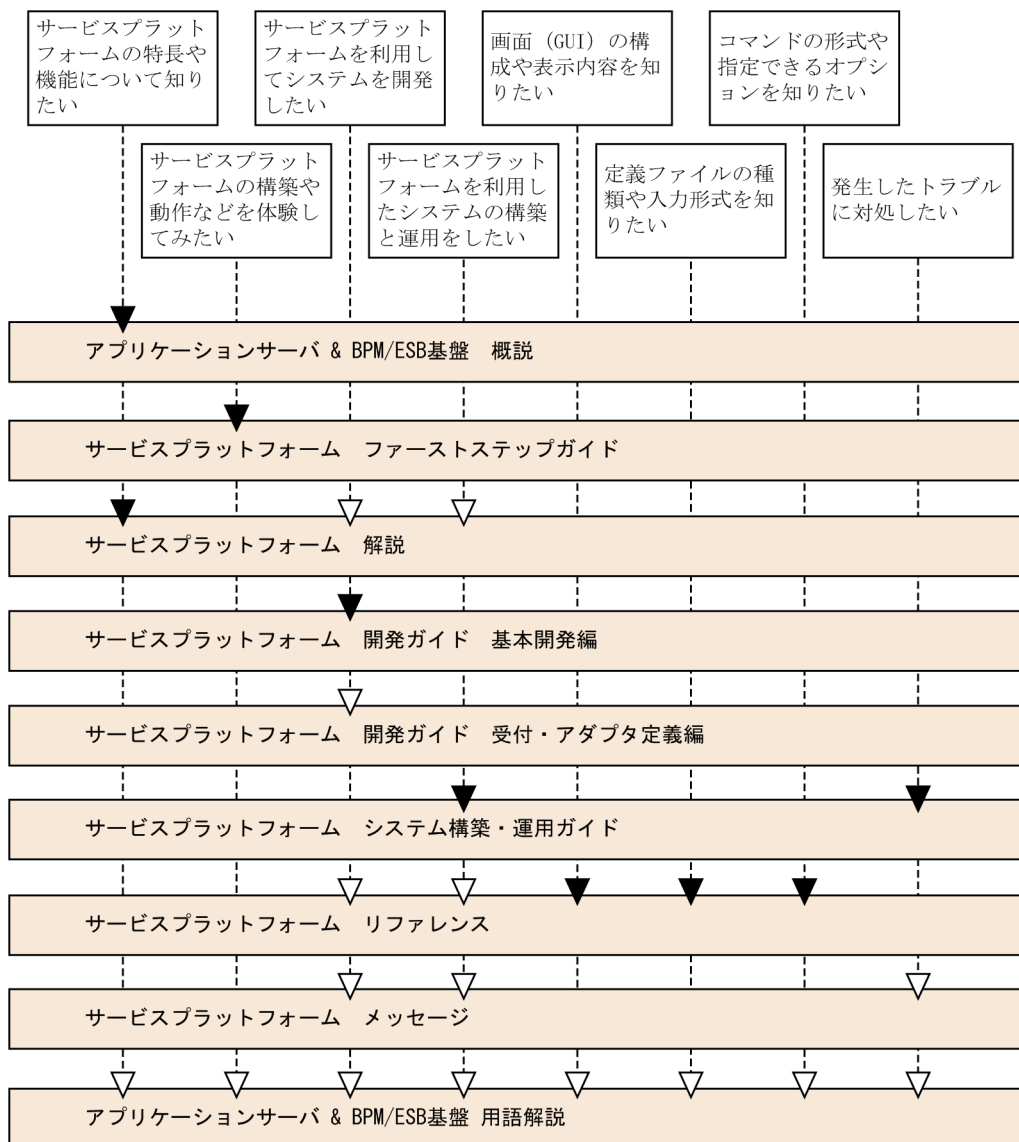 サービスプラット
フォームの特長や
機能について知り
たい
サービスプラット
フォームを利用し
てシステムを開発
したい
画面（GUI）の構
成や表示内容を知
りたい
コマンドの形式や
指定できるオプシ
ョンを知りたい
サービスプラット
フォームの構築や
動作などを体験し
てみたい
サービスプラット
フォームを利用し
たシステムの構築
と運用をしたい
定義ファイルの種
類や入力形式を知
りたい
発生したトラブル
に対処したい
アプリケーションサーバ & BPM/ESB基盤　概説
サービスプラットフォーム　ファーストステップガイド
サービスプラットフォーム　解説
サービスプラットフォーム　開発ガイド　基本開発編
サービスプラットフォーム　開発ガイド　受付・アダプタ定義編
サービスプラットフォーム　システム構築・運用ガイド
サービスプラットフォーム　リファレンス
サービスプラットフォーム　メッセージ
アプリケーションサーバ & BPM/ESB基盤 用語解説